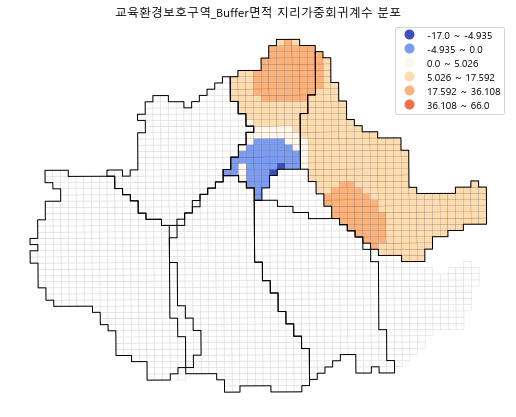 교육환경보호구역_Buffer면적 지리가중회귀계수 분포
-17.0 ~ -4.935
-4.935 ~ 0.0
0.0 ~ 5.026
5.026 ~ 17.592
17.592 ~ 36.108
36.108 ~ 66.0